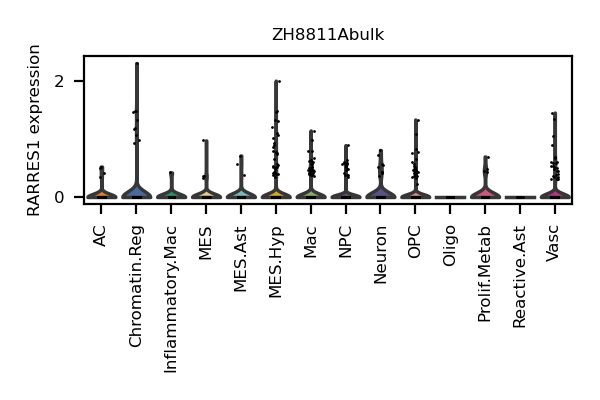 ZH8811Abulk
RARRES1 expression
2
0
AC
Chromatin.Reg
Inflammatory.Mac
MES
MES.Ast
MES.Hyp
Mac
NPC
Neuron
OPC
Oligo
Prolif.Metab
Reactive.Ast
Vasc